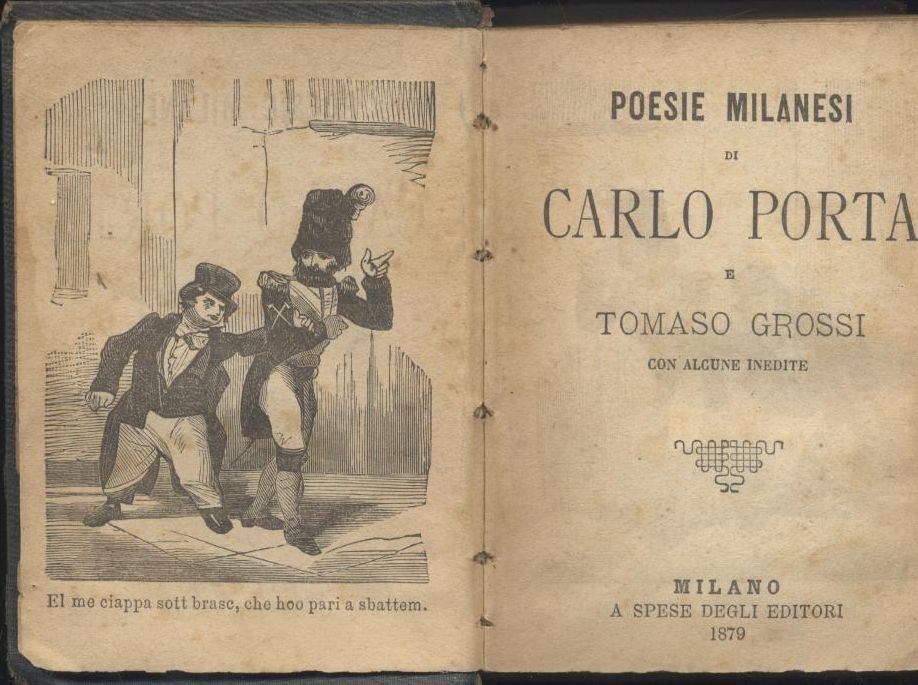 El me ciappa sott brasc, che hoo pari a sbattem.
POESIE MILANESI
DI
CARLO PORTA
E
TOMASO GROSSI
CON ALCUNE INEDITE
MILANO
A SPESE DEGLI EDITORI
1879